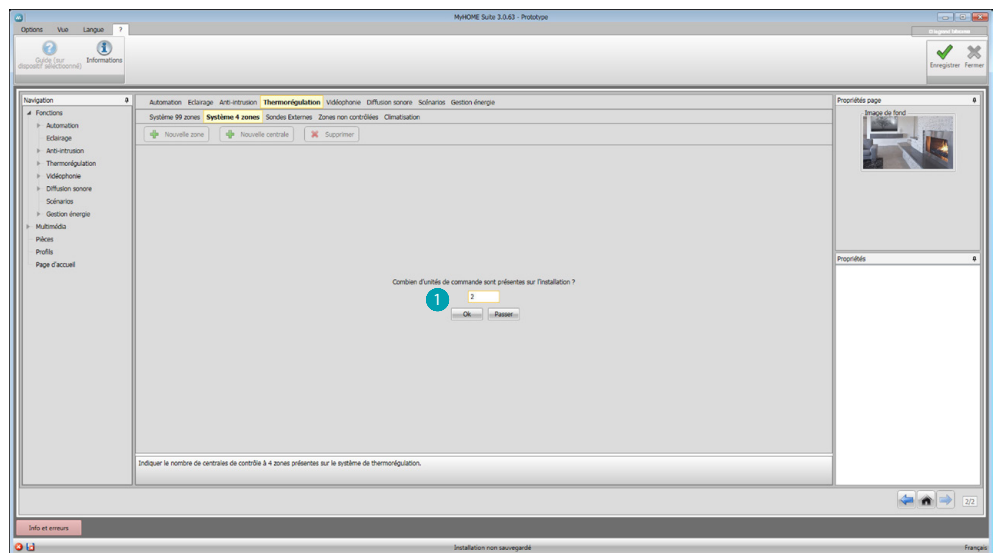 MyHOME Suite 3.0.63 - Prototype
Options Vue Langue ?
Guide (sur dispositif sélectionné)
Informations
Enregistrer Fermer
Navigation
Fonctions
Automation
Eclairage
Anti-intrusion
Thermorégulation
Vidéophonie
Diffusion sonore
Scénarios
Gestion énergie
Multimédia
Pièces
Profils
Page d'accueil
Automation Eclairage Anti-intrusion Thermorégulation Vidéophonie Diffusion sonore Scénarios Gestion énergie
Système 99 zones Système 4 zones Sondes Externes Zones non contrôlées Climatisation
Nouvelle zone Nouvelle centrale Supprimer
Combien d'unités de commande sont présentes sur l'installation ?
1
2
Ok Passer
Indiquer le nombre de centrales de contrôle à 4 zones présentes sur le système de thermorégulation.
Propriétés page
Image de fond
Propriétés
2/2
Info et erreurs
Installation non sauvegardé
Français